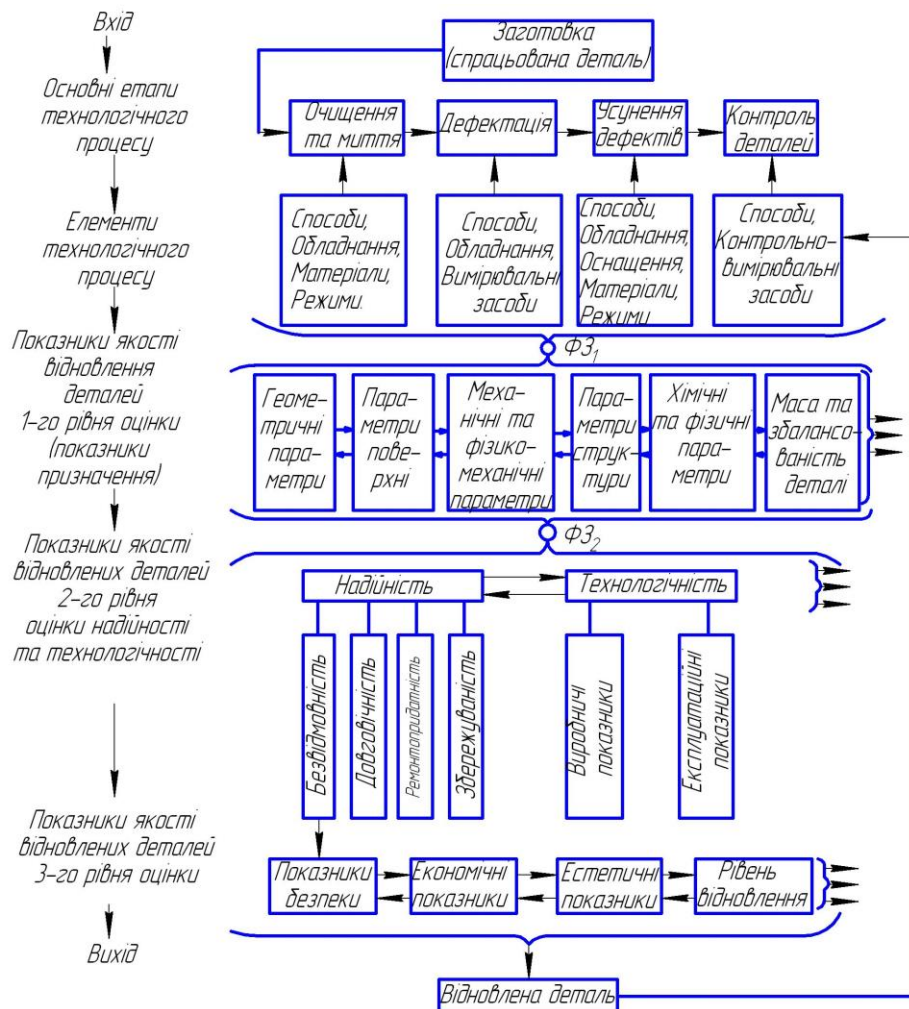 Вхід
Основні етапи
технологічного
процесу
Елементи
технологічного
процесу
Показники якості
відновлення
деталей
1-го рівня оцінки
(показники
призначення)
Показники якості
відновлених деталей
2-го рівня
оцінки надійності
та технологічності
Показники якості
відновлених деталей
3-го рівня оцінки
Вихід
Заготовка
(спрацьована деталь)
Очищення
та миття
Дефектація
Усунення
дефектів
Контроль
деталей
Способи,
Обладнання,
Матеріали,
Режими.
Способи,
Обладнання,
Вимірювальні
засоби
Способи,
Обладнання,
Оснащення,
Матеріали,
Режими
Способи,
Контрольно-
вимірювальні
засоби
ФЗ1
Геоме-
тричні
пара-
метри
Пара-
метри
пове-
рхні
Меха-
нічні та
фізико-
механічні
параметри
Пара-
метри
струк-
тури
Хімічні
та фізичні
пара-
метри
Маса та
збалансо-
ваність
деталі
ФЗ2
Надійність
Технологічність
Безвідмовність
Довговічність
Ремонтопридатність
Збережуваність
Виродничі
показники
Експлуатаційні
показники
Показники
безпеки
Економічні
показники
Естетичні
показники
Рівень
відновлення
Відновлена деталь